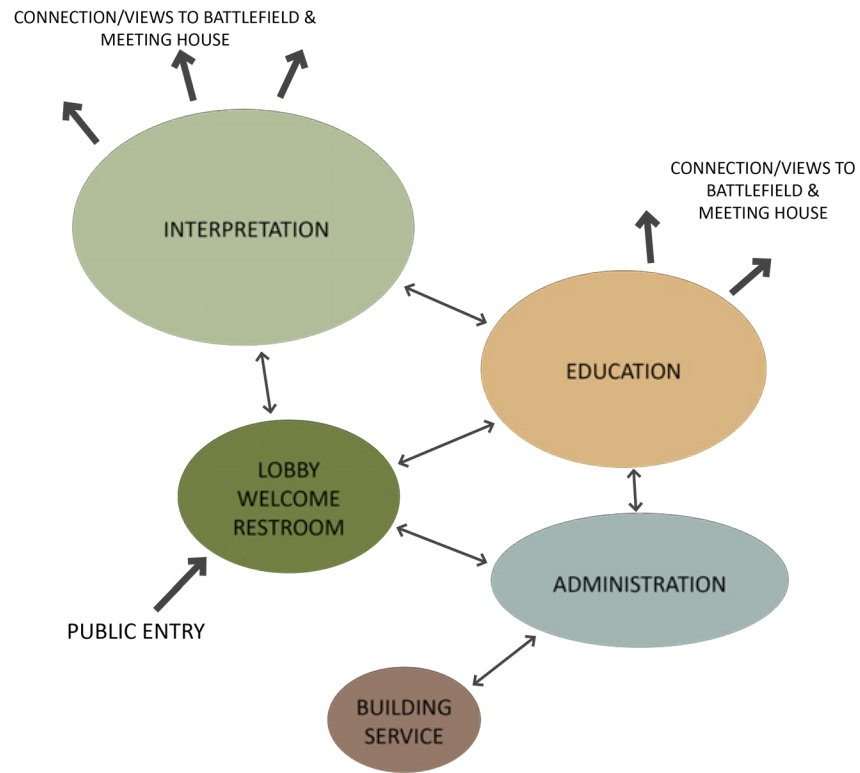 CONNECTION/VIEWS TO BATTLEFIELD &
MEETING HOUSE
CONNECTION/VIEWS TO
BATTLEFIELD &
MEETING HOUSE
INTERPRETATION
EDUCATION
LOBBY
WELCOME
RESTROOM
ADMINISTRATION
PUBLIC ENTRY
BUILDING
SERVICE